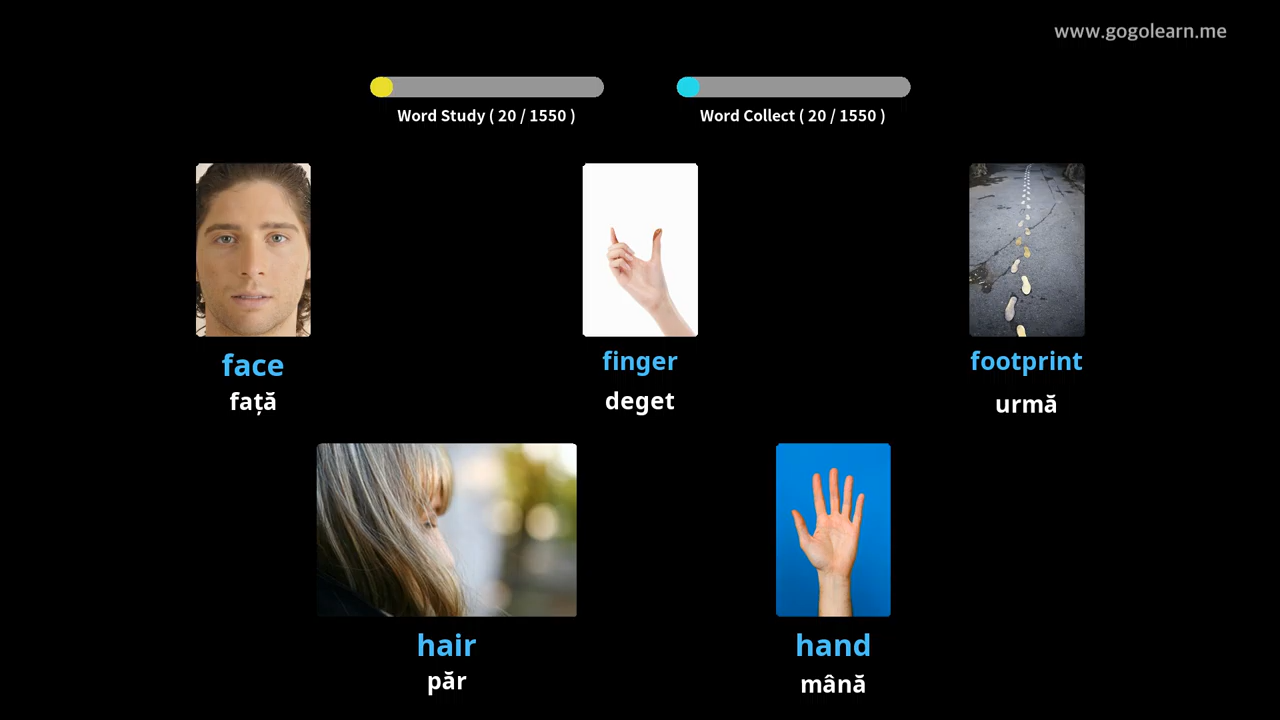 www.gogolearn.me
Word Study ( 20 / 1550 )
Word Collect ( 20 / 1550 )
face
față
finger
deget
footprint
urmă
hair
păr
hand
mână